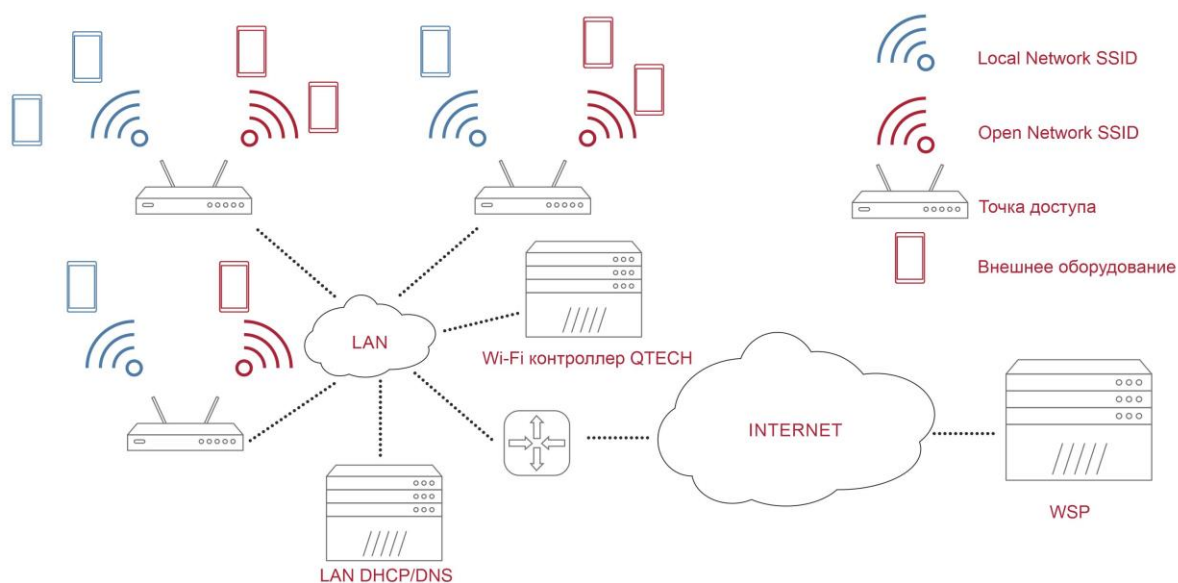 Local Network SSID
Open Network SSID
Точка доступа
Внешнее оборудование
LAN
Wi-Fi контроллер QTECH
INTERNET
WSP
LAN DHCP/DNS